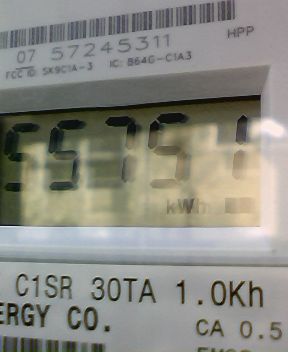 HPP
07 57245311
FCC ID: SK9C1A-3 IC: 864G-C1A3
55751
kWh
C1SR 30TA 1.0Kh
ERGY CO.
CA 0.5